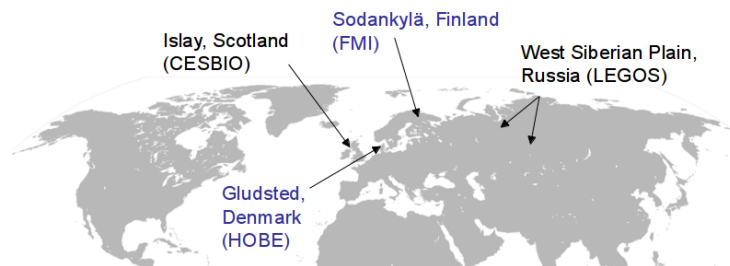 Sodankylä, Finland
(FMI)
Islay, Scotland
(CESBIO)
West Siberian Plain,
Russia (LEGOS)
Gludsted,
Denmark
(HOBE)